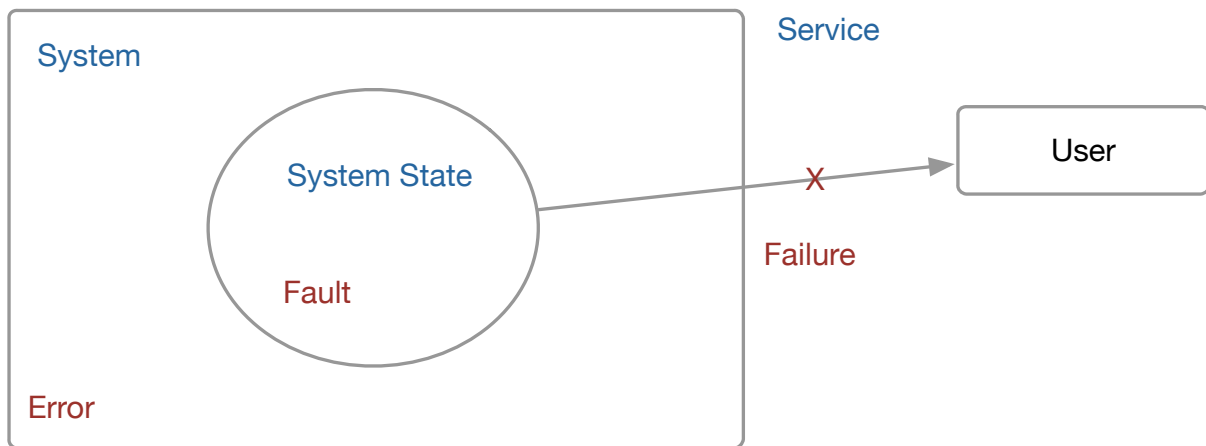 Service
System
User
System State
X
Failure
Fault
Error